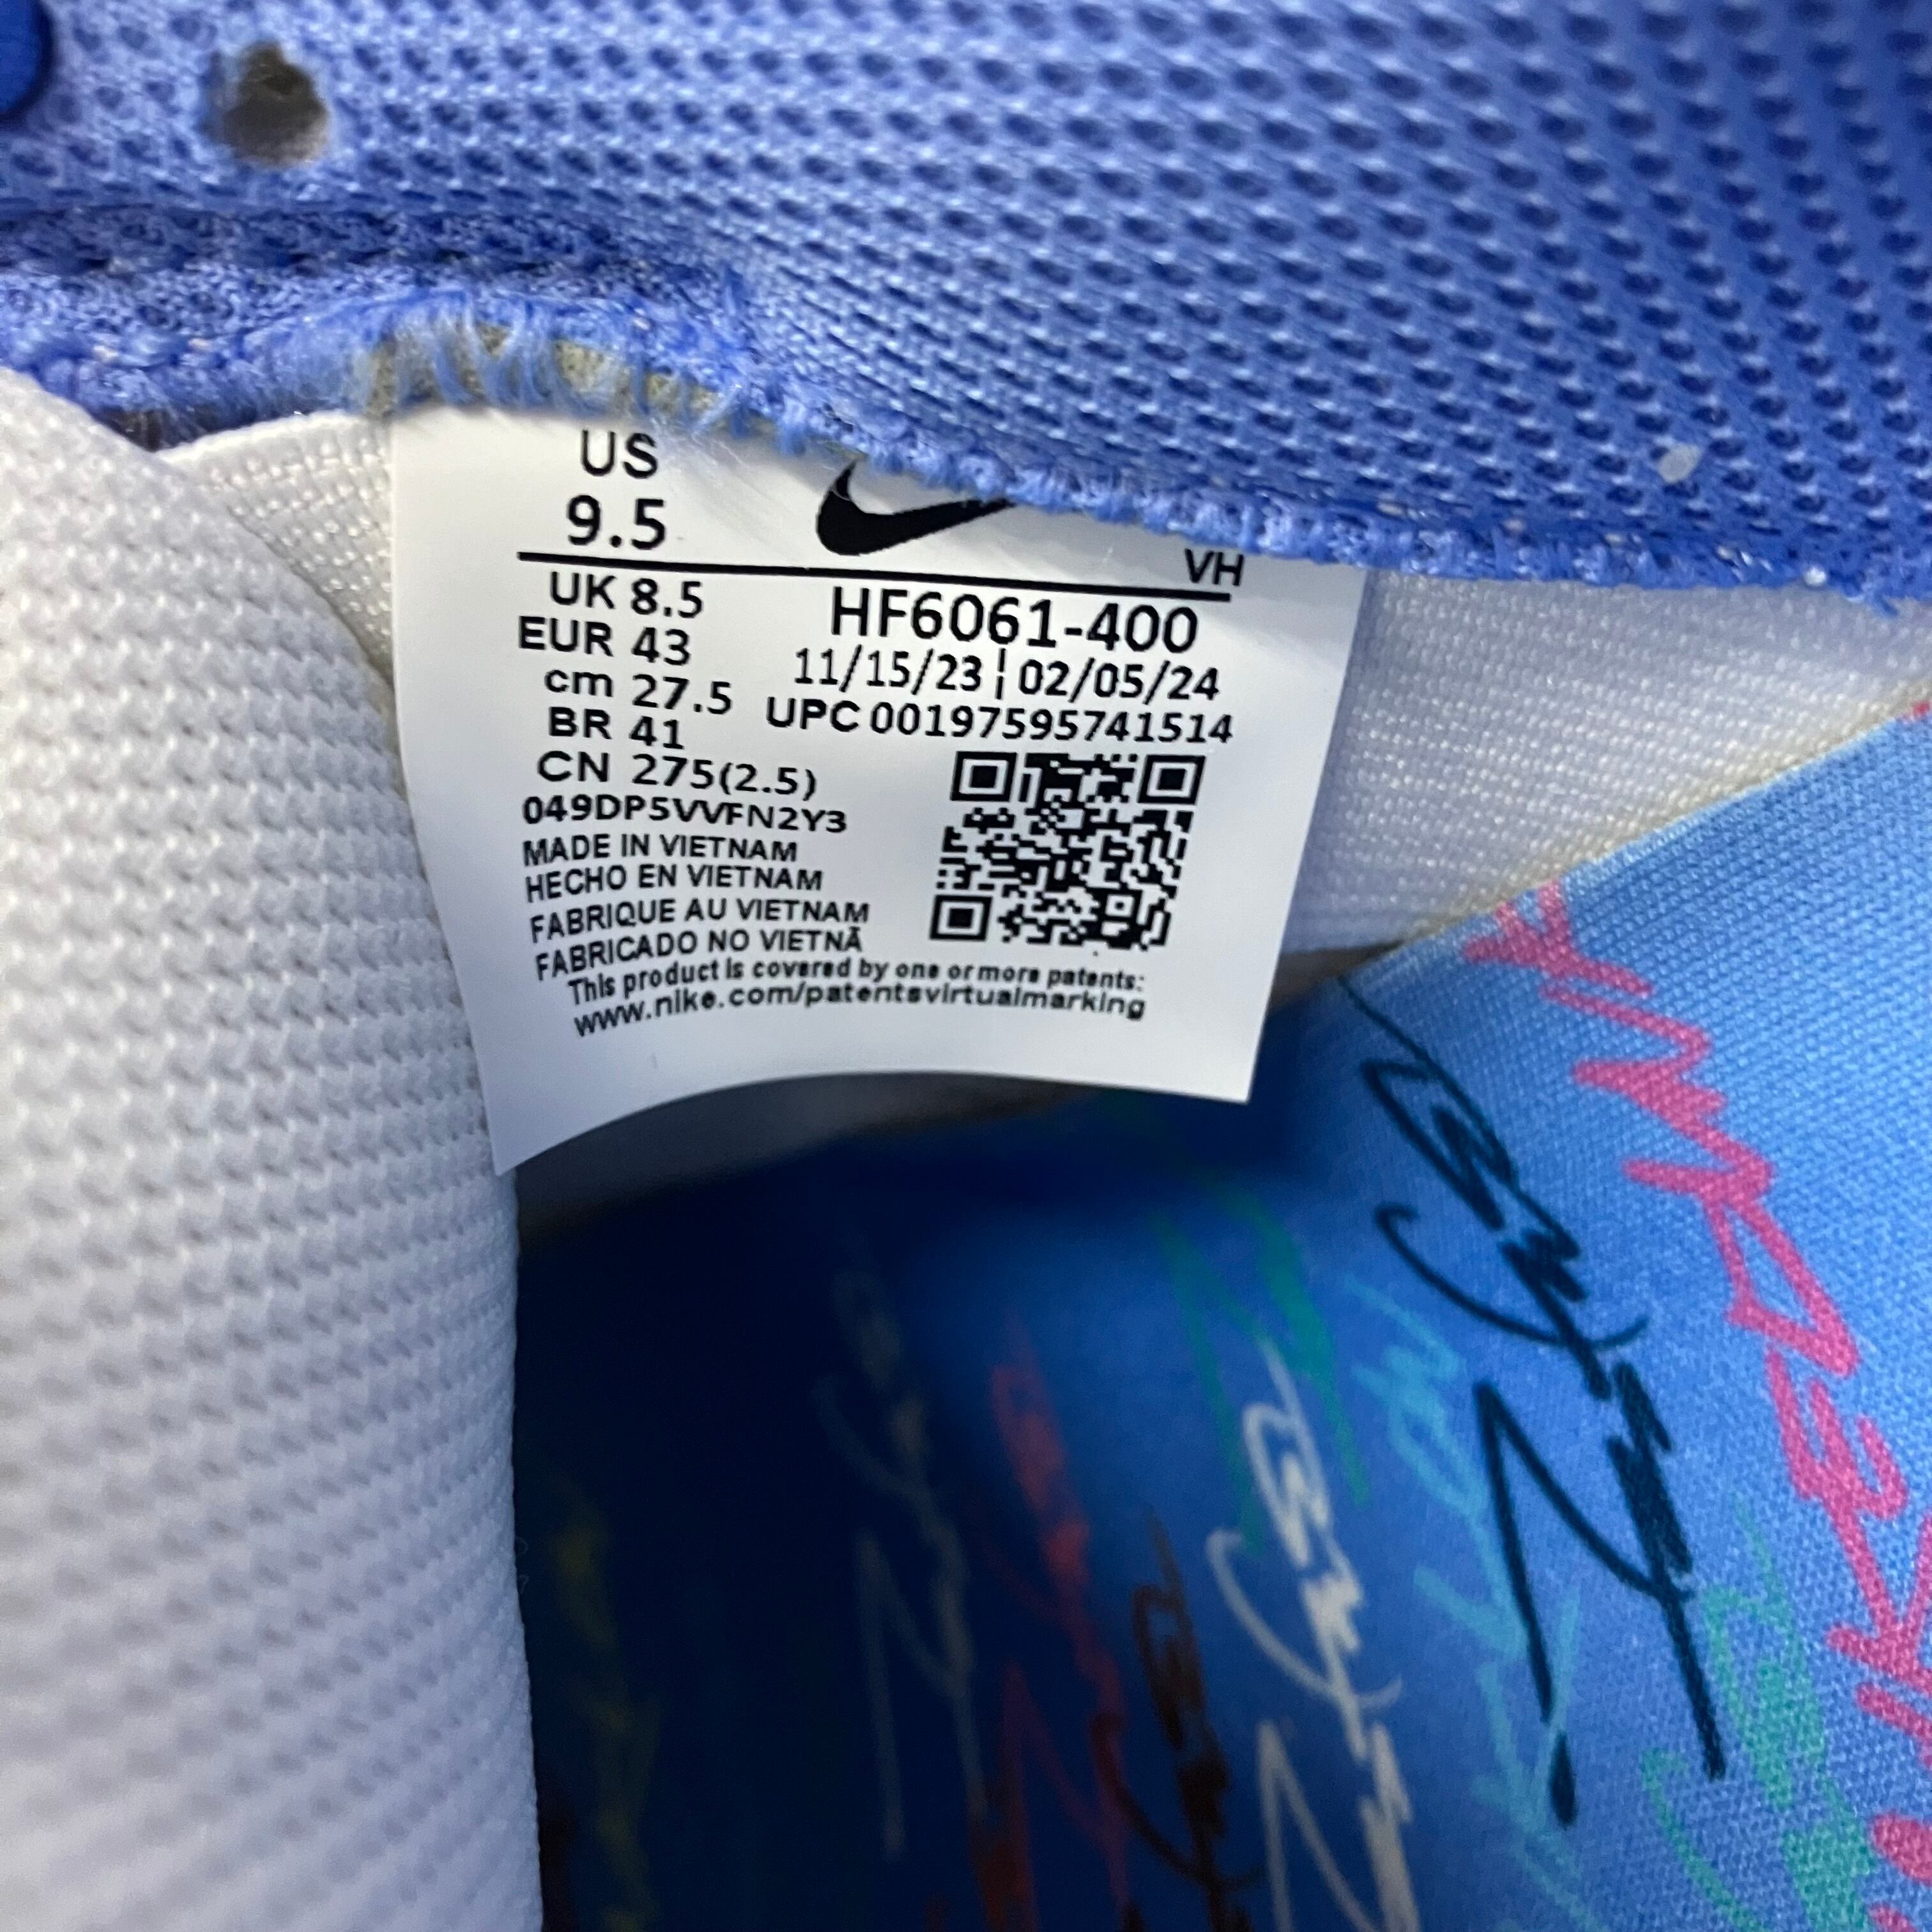 US
9.5
VH
UK 8.5
EUR 43
cm 27.5
BR 41
CN 275(2.5)
HF6061-400
11/15/23 ¦ 02/05/24
UPC 00197595741514
049DP5VVFN2Y3
MADE IN VIETNAM
HECHO EN VIETNAM
FABRIQUE AU VIETNAM
FABRICADO NO VIETNÃ
This product is covered by one or more patents:
www.nike.com/patentsvirtualmarking